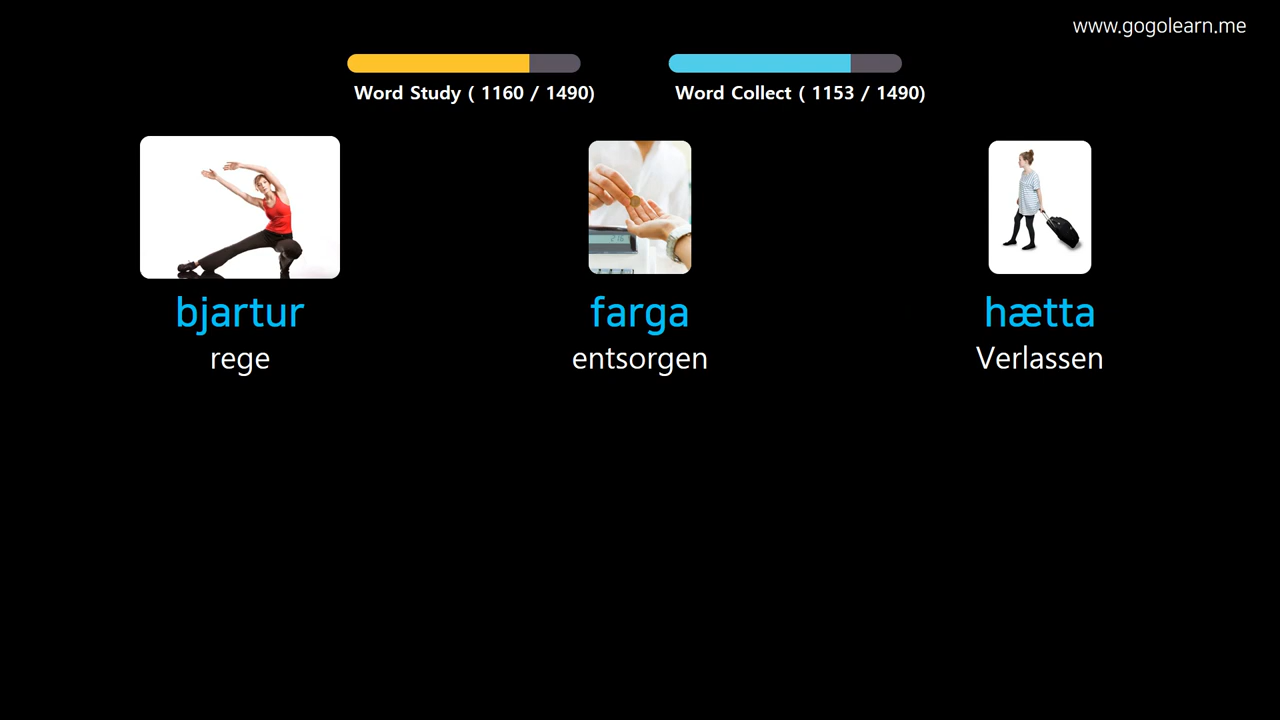 www.gogolearn.me
Word Study ( 1160 / 1490)
Word Collect ( 1153 / 1490)
bjartur
farga
hætta
rege
entsorgen
Verlassen